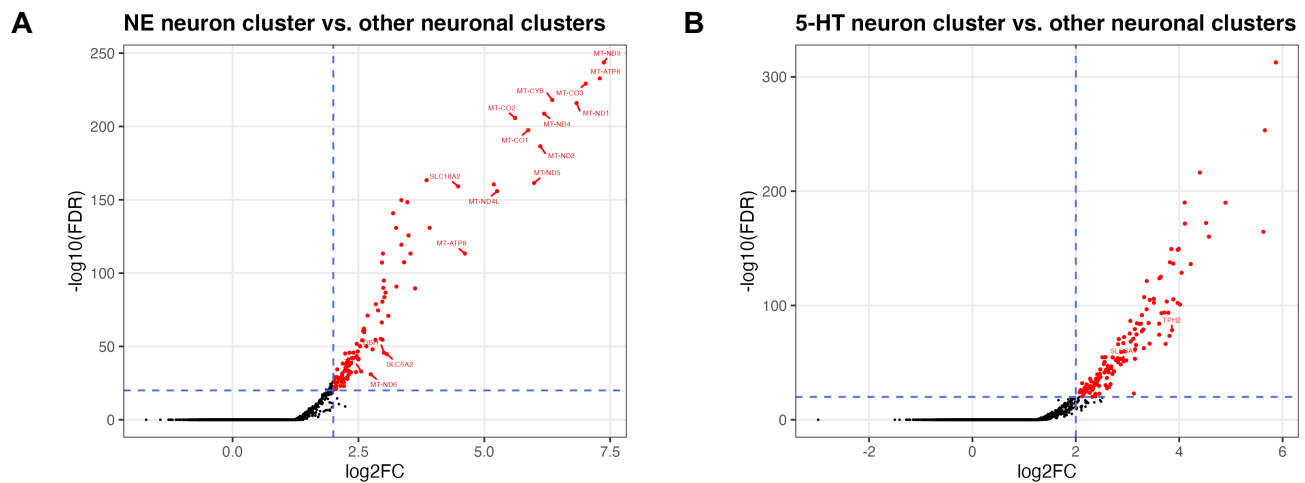 A
NE neuron cluster vs. other neuronal clusters
250
200
150
100
50
0
-log10(FDR)
MT-ND3
MT-ATP6
MT-CO3
MT-CYB
MT-ND1
MT-CO2
MT-ND4
MT-CO1
MT-ND2
MT-ND5
SLC18A2
MT-ND4L
MT-ATP8
SLC6A2
MT-ND6
0.0
2.5
5.0
7.5
log2FC
B
5-HT neuron cluster vs. other neuronal clusters
300
200
100
0
-log10(FDR)
TPH2
-2
0
2
4
6
log2FC